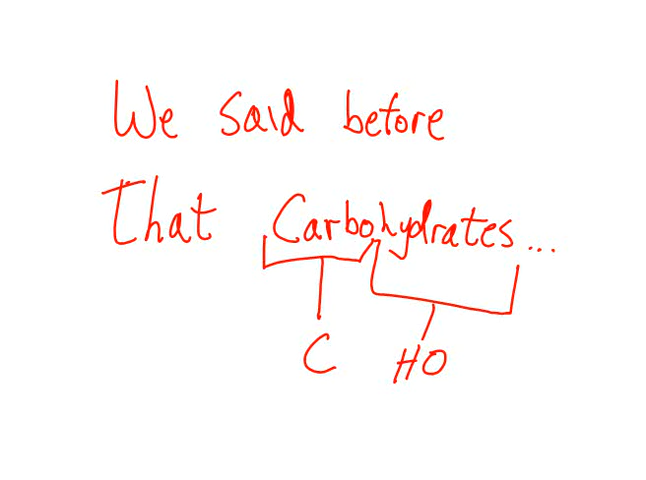 We said before
That Carbohydrates...
C HO